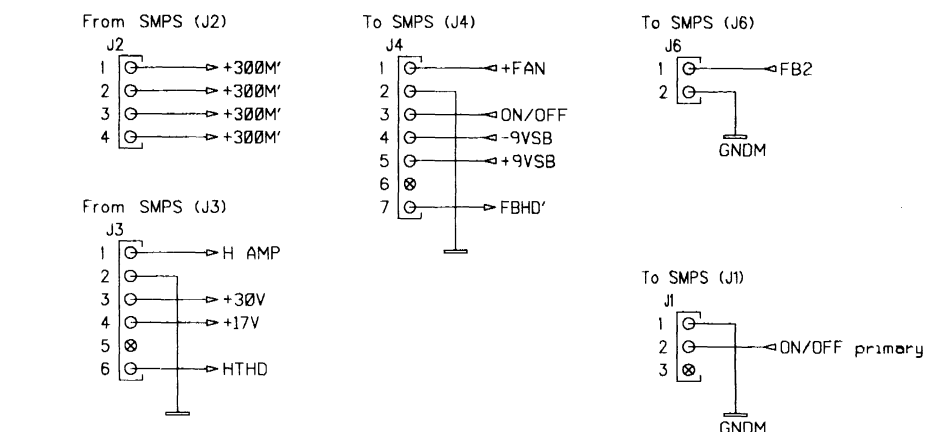 From SMPS (J2)
J2
1 +300M'
2 +300M'
3 +300M'
4 +300M'
From SMPS (J3)
J3
1 H AMP
2
3 +30V
4 +17V
5
6 HTHD
To SMPS (J4)
J4
1 +FAN
2
3 ON/OFF
4 -9VSB
5 +9VSB
6
7 FBHD'
To SMPS (J6)
J6
1 FB2
2
GNDM
To SMPS (J1)
J1
1
2 ON/OFF primary
3
GNDM